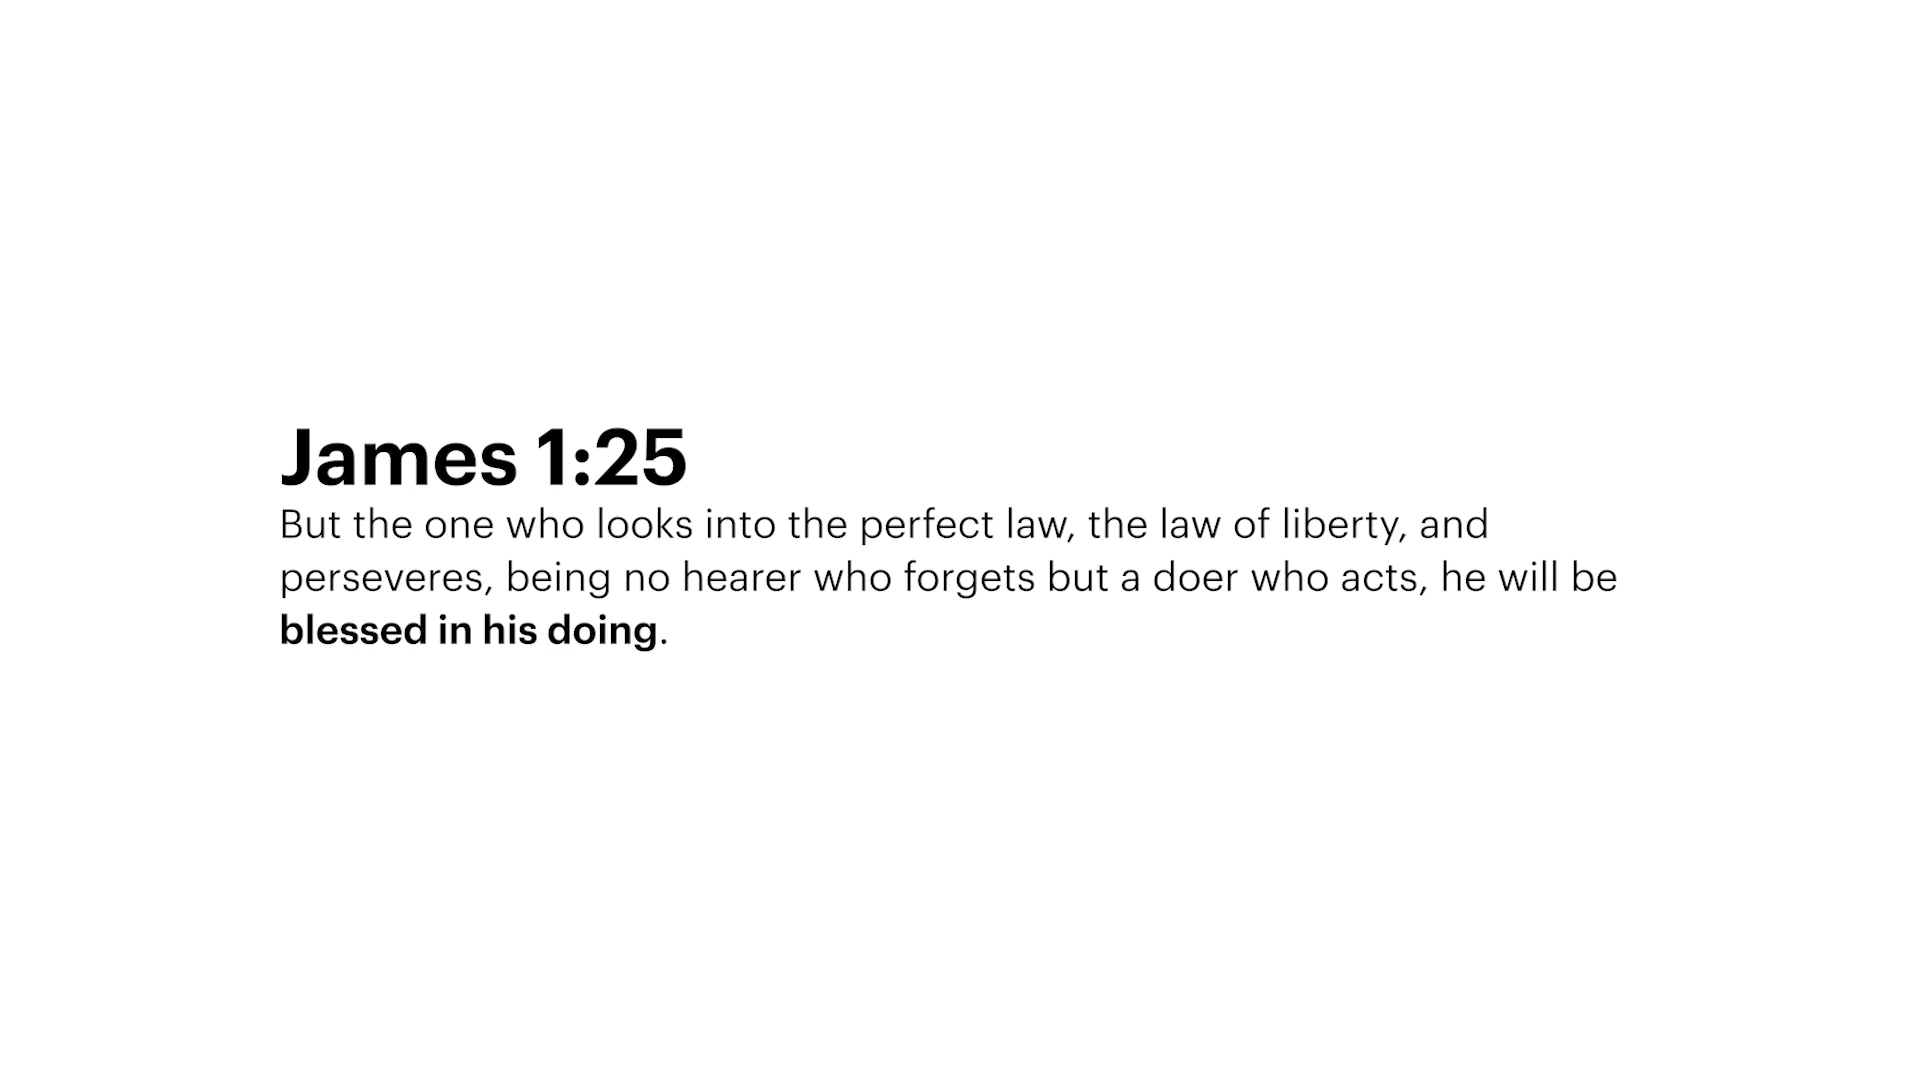 James 1:25
But the one who looks into the perfect law, the law of liberty, and
perseveres, being no hearer who forgets but a doer who acts, he will be
blessed in his doing.